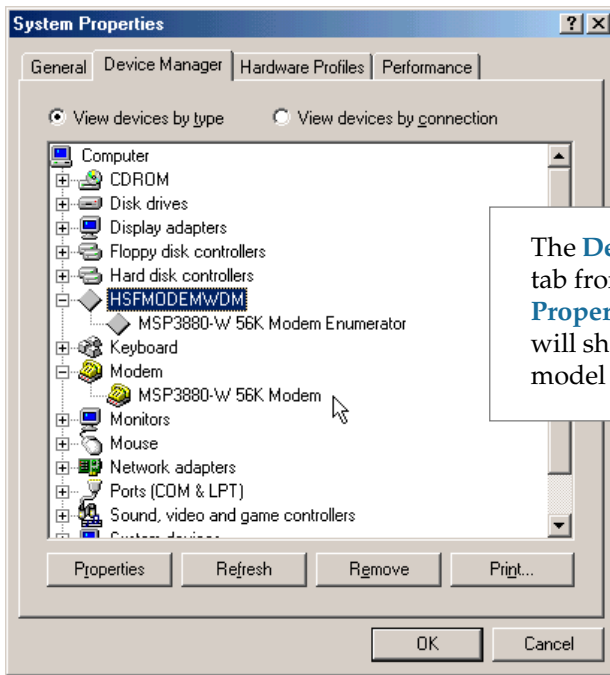 System Properties
General Device Manager Hardware Profiles Performance
View devices by type View devices by connection
Computer
CDROM
Disk drives
Display adapters
Floppy disk controllers
Hard disk controllers
HSFMODEMWDM
MSP3880-W 56K Modem Enumerator
Keyboard
Modem
MSP3880-W 56K Modem
Monitors
Mouse
Network adapters
Ports (COM & LPT)
Sound, video and game controllers
Properties Refresh Remove Print...
OK Cancel
The
tab
will
model